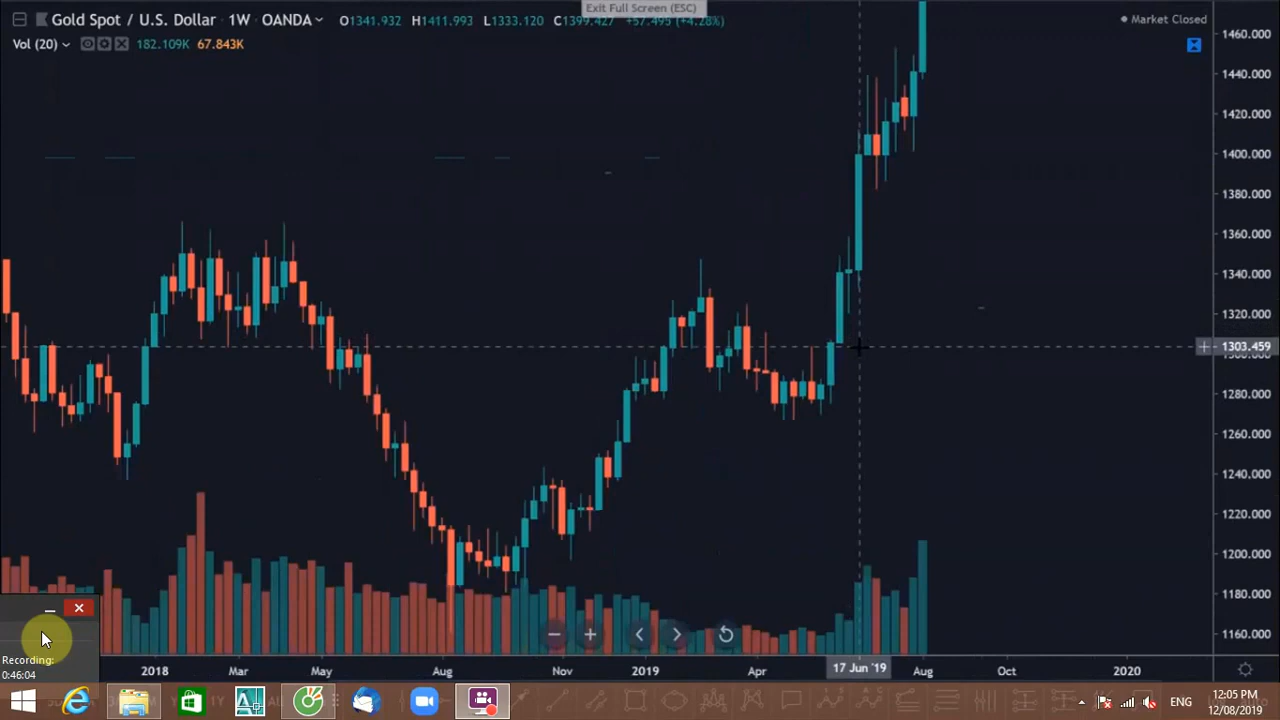 Exit Full Screen (ESC)
Gold Spot / U.S. Dollar · 1W · OANDA O1341.932 H1411.993 L1333.120 C1399.427 +57.495 (+4.28%)
Market Closed
Vol (20) 182.109K 67.843K
1460.000
1440.000
1420.000
1400.000
1380.000
1360.000
1340.000
1320.000
1303.459
1280.000
1260.000
1240.000
1220.000
1200.000
1180.000
1160.000
Recording:
0:46:04
2018 Mar May Aug Nov 2019 Apr 17 Jun '19 Aug Oct 2020
ENG
12:05 PM
12/08/2019